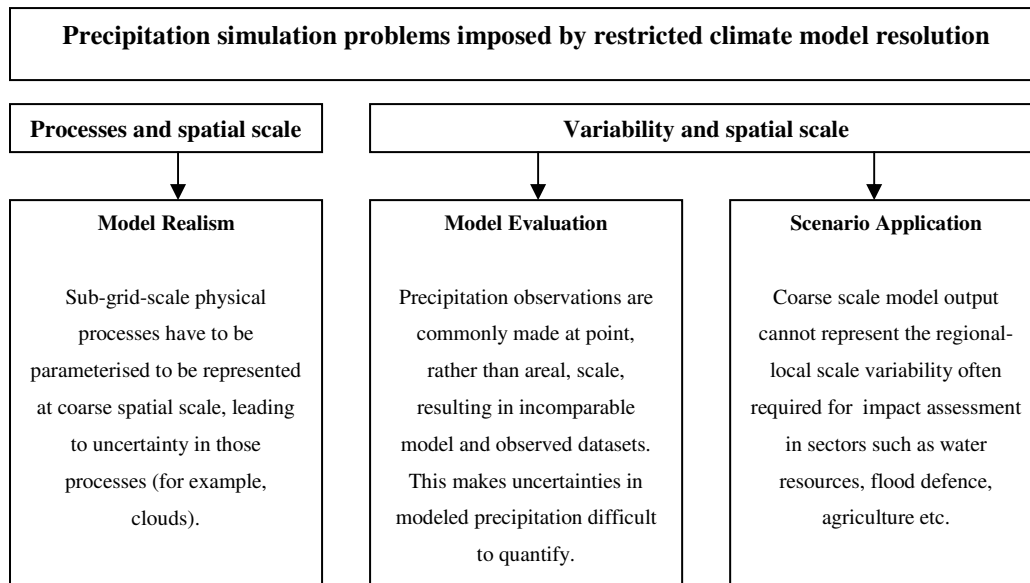 Precipitation simulation problems imposed by restricted climate model resolution
Processes and spatial scale
Variability and spatial scale
Model Realism
Sub-grid-scale physical
processes have to be
parameterised to be represented
at coarse spatial scale, leading
to uncertainty in those
processes (for example,
clouds).
Model Evaluation
Precipitation observations are
commonly made at point,
rather than areal, scale,
resulting in incomparable
model and observed datasets.
This makes uncertainties in
modeled precipitation difficult
to quantify.
Scenario Application
Coarse scale model output
cannot represent the regional-
local scale variability often
required for impact assessment
in sectors such as water
resources, flood defence,
agriculture etc.